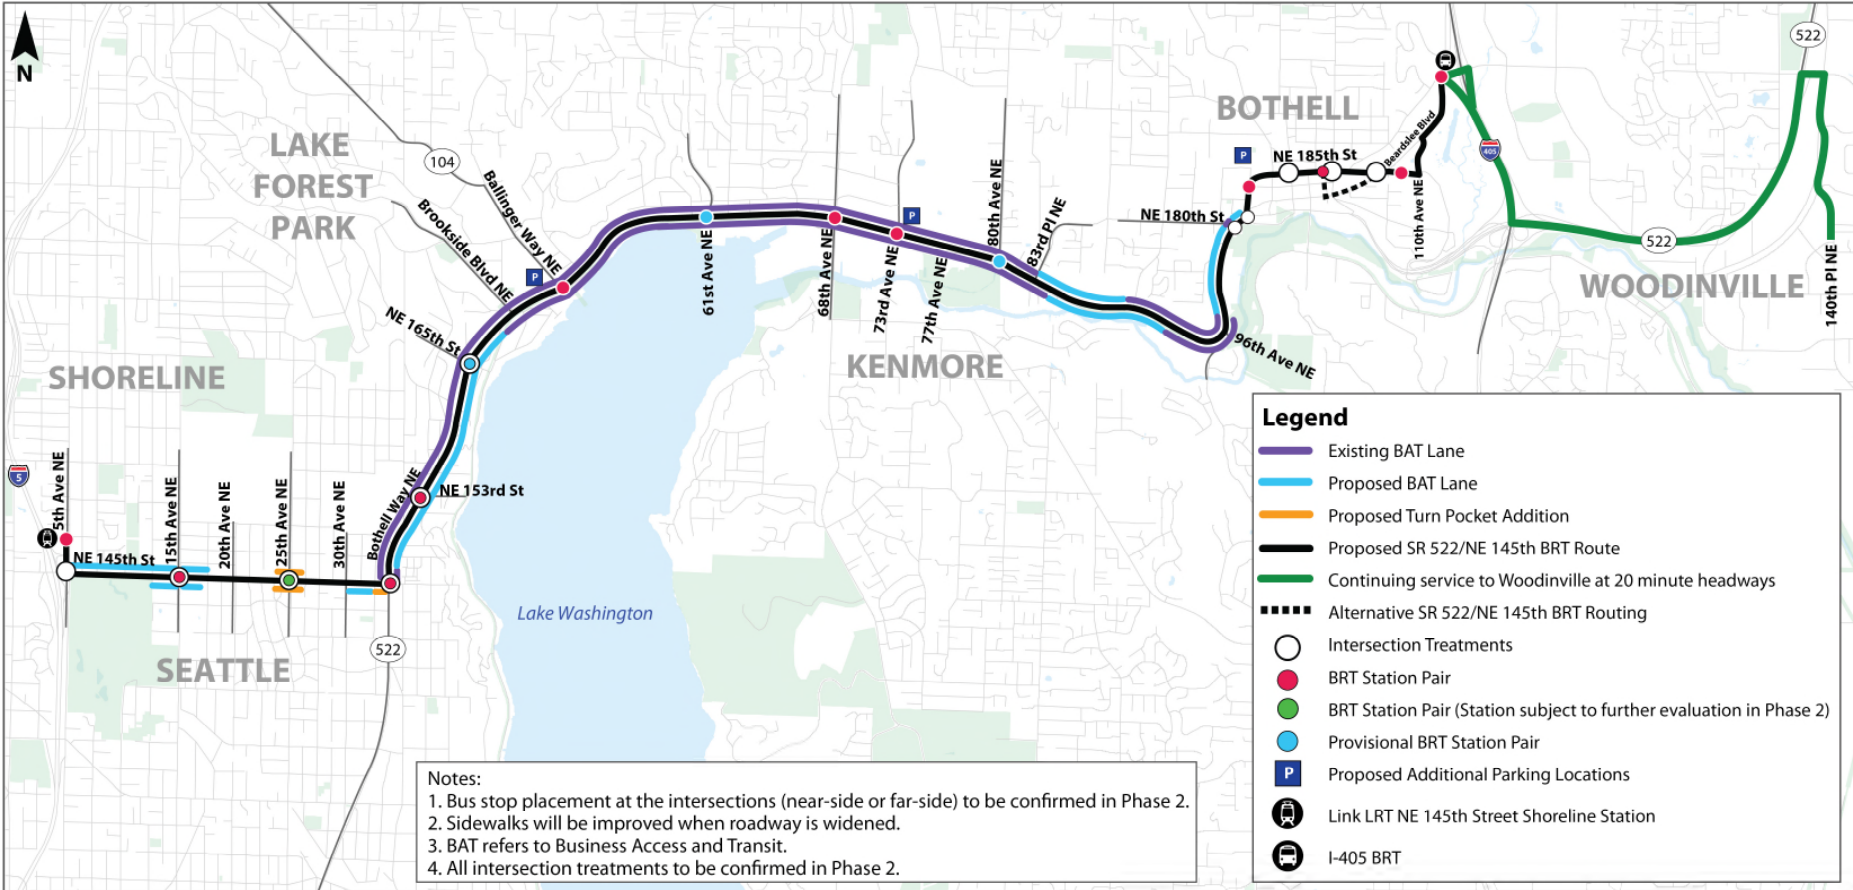 N
522
BOTHELL
LAKE
FOREST
PARK
104
Ballinger Way NE
Brookside Blvd NE
P
NE 165th St
61st Ave NE
68th Ave NE
P
73rd Ave NE
77th Ave NE
80th Ave NE
83rd Pl NE
KENMORE
NE 180th St
P
NE 185th St
Beardslee Blvd
110th Ave NE
405
522
WOODINVILLE
140th Pl NE
96th Ave NE
SHORELINE
5
5th Ave NE
NE 145th St
15th Ave NE
20th Ave NE
25th Ave NE
30th Ave NE
Bothell Way NE
NE 153rd St
SEATTLE
522
Lake Washington
Legend
Existing BAT Lane
Proposed BAT Lane
Proposed Turn Pocket Addition
Proposed SR 522/NE 145th BRT Route
Continuing service to Woodinville at 20 minute headways
Alternative SR 522/NE 145th BRT Routing
Intersection Treatments
BRT Station Pair
BRT Station Pair (Station subject to further evaluation in Phase 2)
Provisional BRT Station Pair
P Proposed Additional Parking Locations
Link LRT NE 145th Street Shoreline Station
I-405 BRT
Notes:
1. Bus stop placement at the intersections (near-side or far-side) to be confirmed in Phase 2.
2. Sidewalks will be improved when roadway is widened.
3. BAT refers to Business Access and Transit.
4. All intersection treatments to be confirmed in Phase 2.